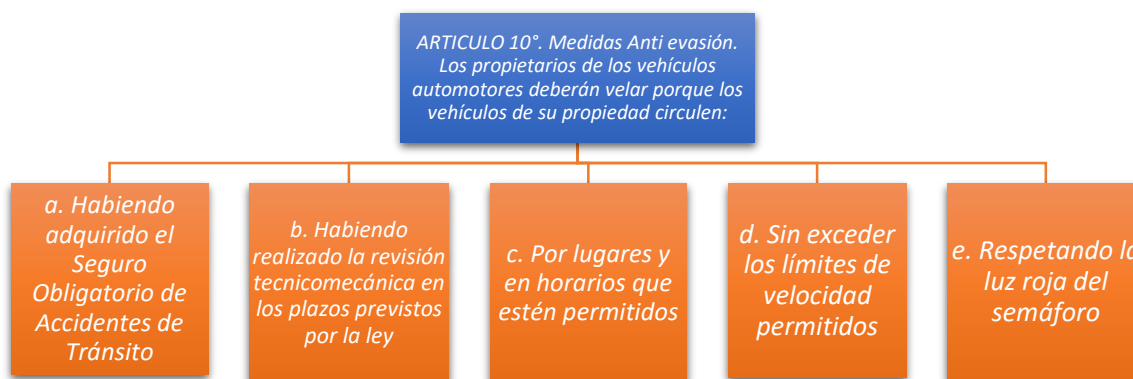 ARTICULO 10°. Medidas Anti evasión.
Los propietarios de los vehículos
automotores deberán velar porque los
vehículos de su propiedad circulen:
a. Habiendo
adquirido el
Seguro
Obligatorio de
Accidentes de
Tránsito
b. Habiendo
realizado la revisión
tecnicomecánica en
los plazos previstos
por la ley
c. Por lugares y
en horarios que
estén permitidos
d. Sin exceder
los límites de
velocidad
permitidos
e. Respetando la
luz roja del
semáforo